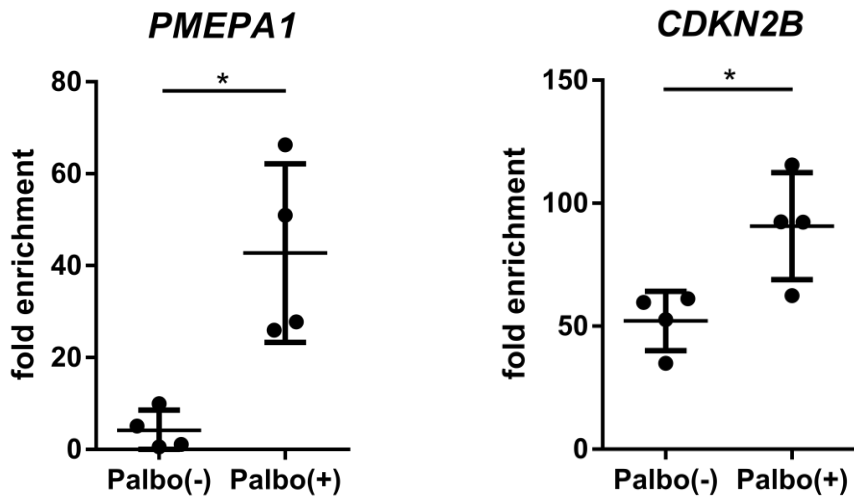 PMEPA1
*
80
60
40
20
0
fold enrichment
Palbo(-) Palbo(+)
CDKN2B
*
150
100
50
0
fold enrichment
Palbo(-) Palbo(+)